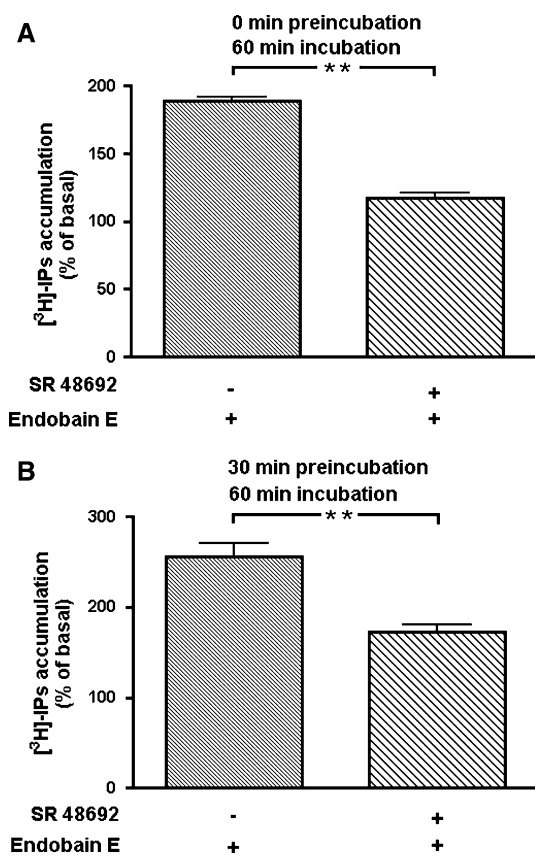 A
0 min preincubation
60 min incubation
**
[³H]-IPs accumulation
(% of basal)
200
150
100
50
0
SR 48692 - +
Endobain E + +
B
30 min preincubation
60 min incubation
**
[³H]-IPs accumulation
(% of basal)
300
200
100
0
SR 48692 - +
Endobain E + +